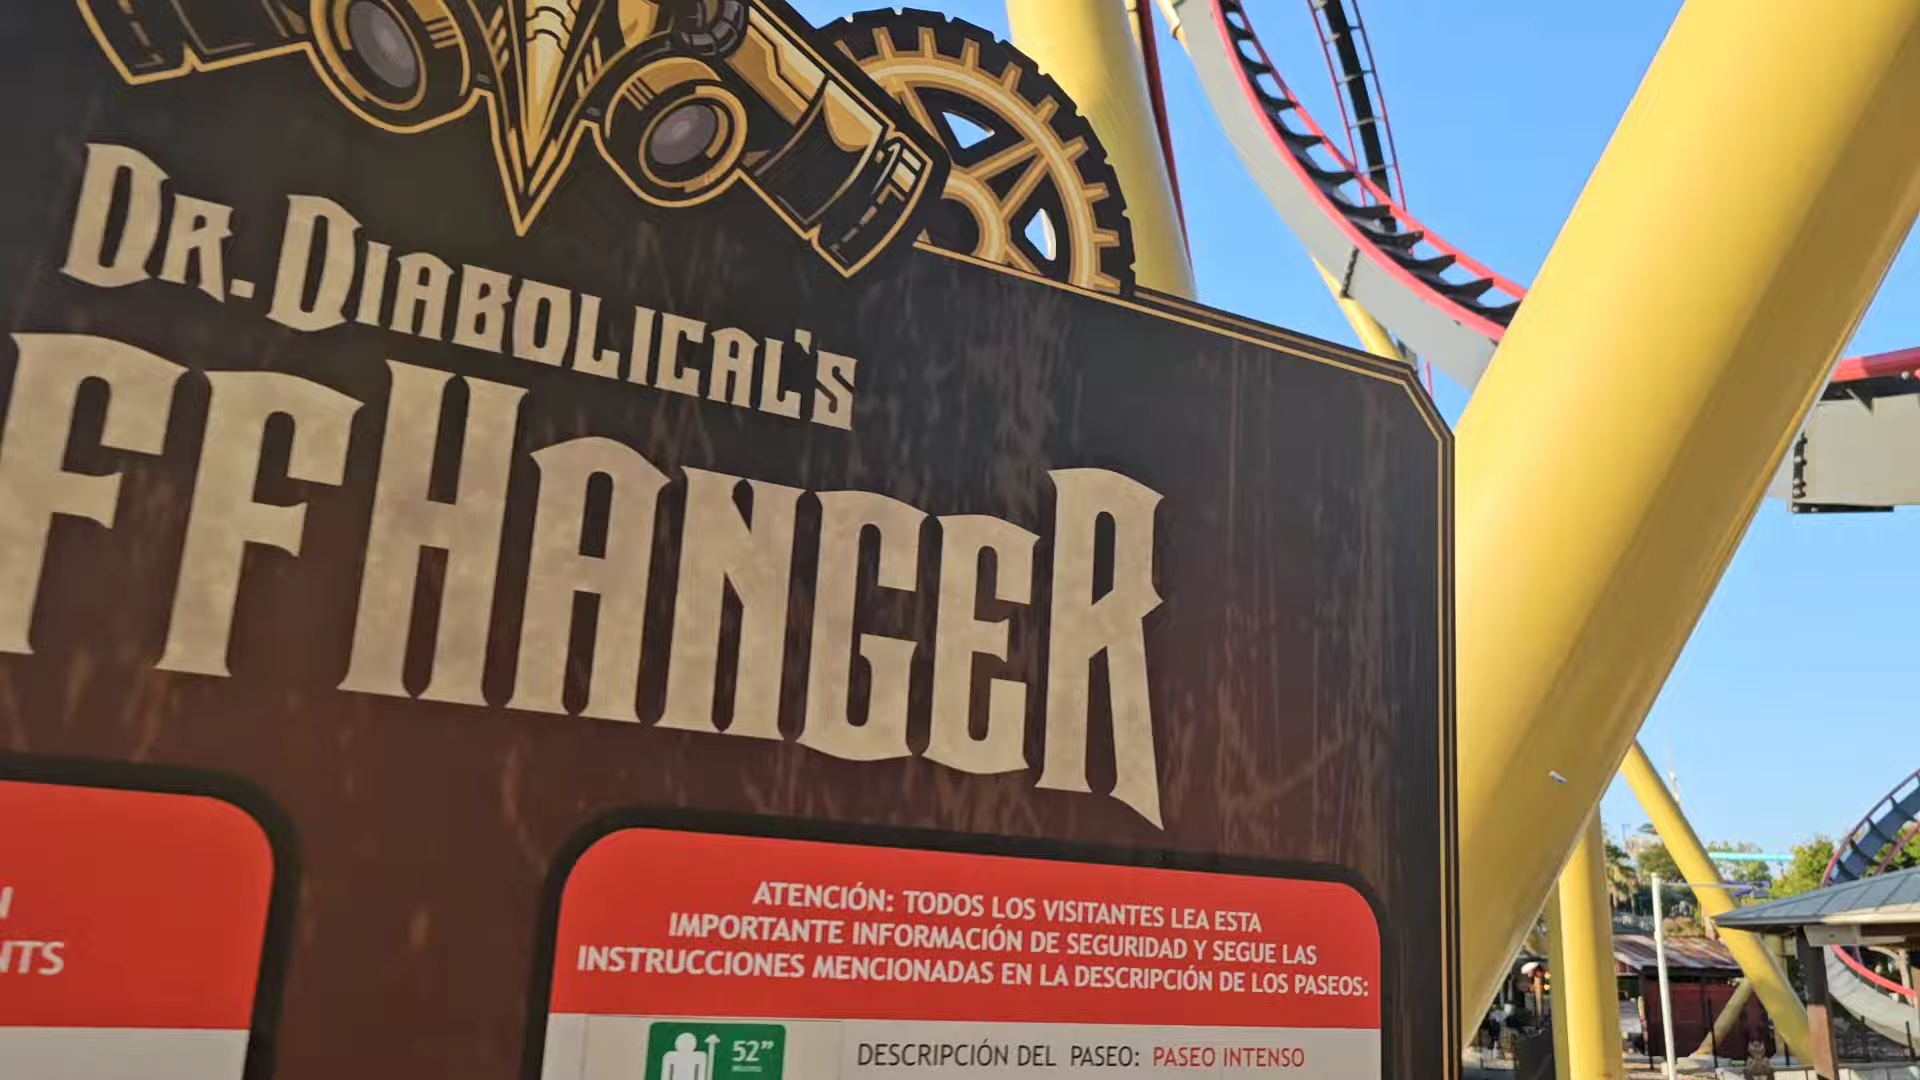 DR. DIABOLICAL'S
FFHANGER
NTS
ATENCIÓN: TODOS LOS VISITANTES LEA ESTA
IMPORTANTE INFORMACIÓN DE SEGURIDAD Y SEGUE LAS
INSTRUCCIONES MENCIONADAS EN LA DESCRIPCIÓN DE LOS PASEOS:
52”
DESCRIPCIÓN DEL PASEO: PASEO INTENSO